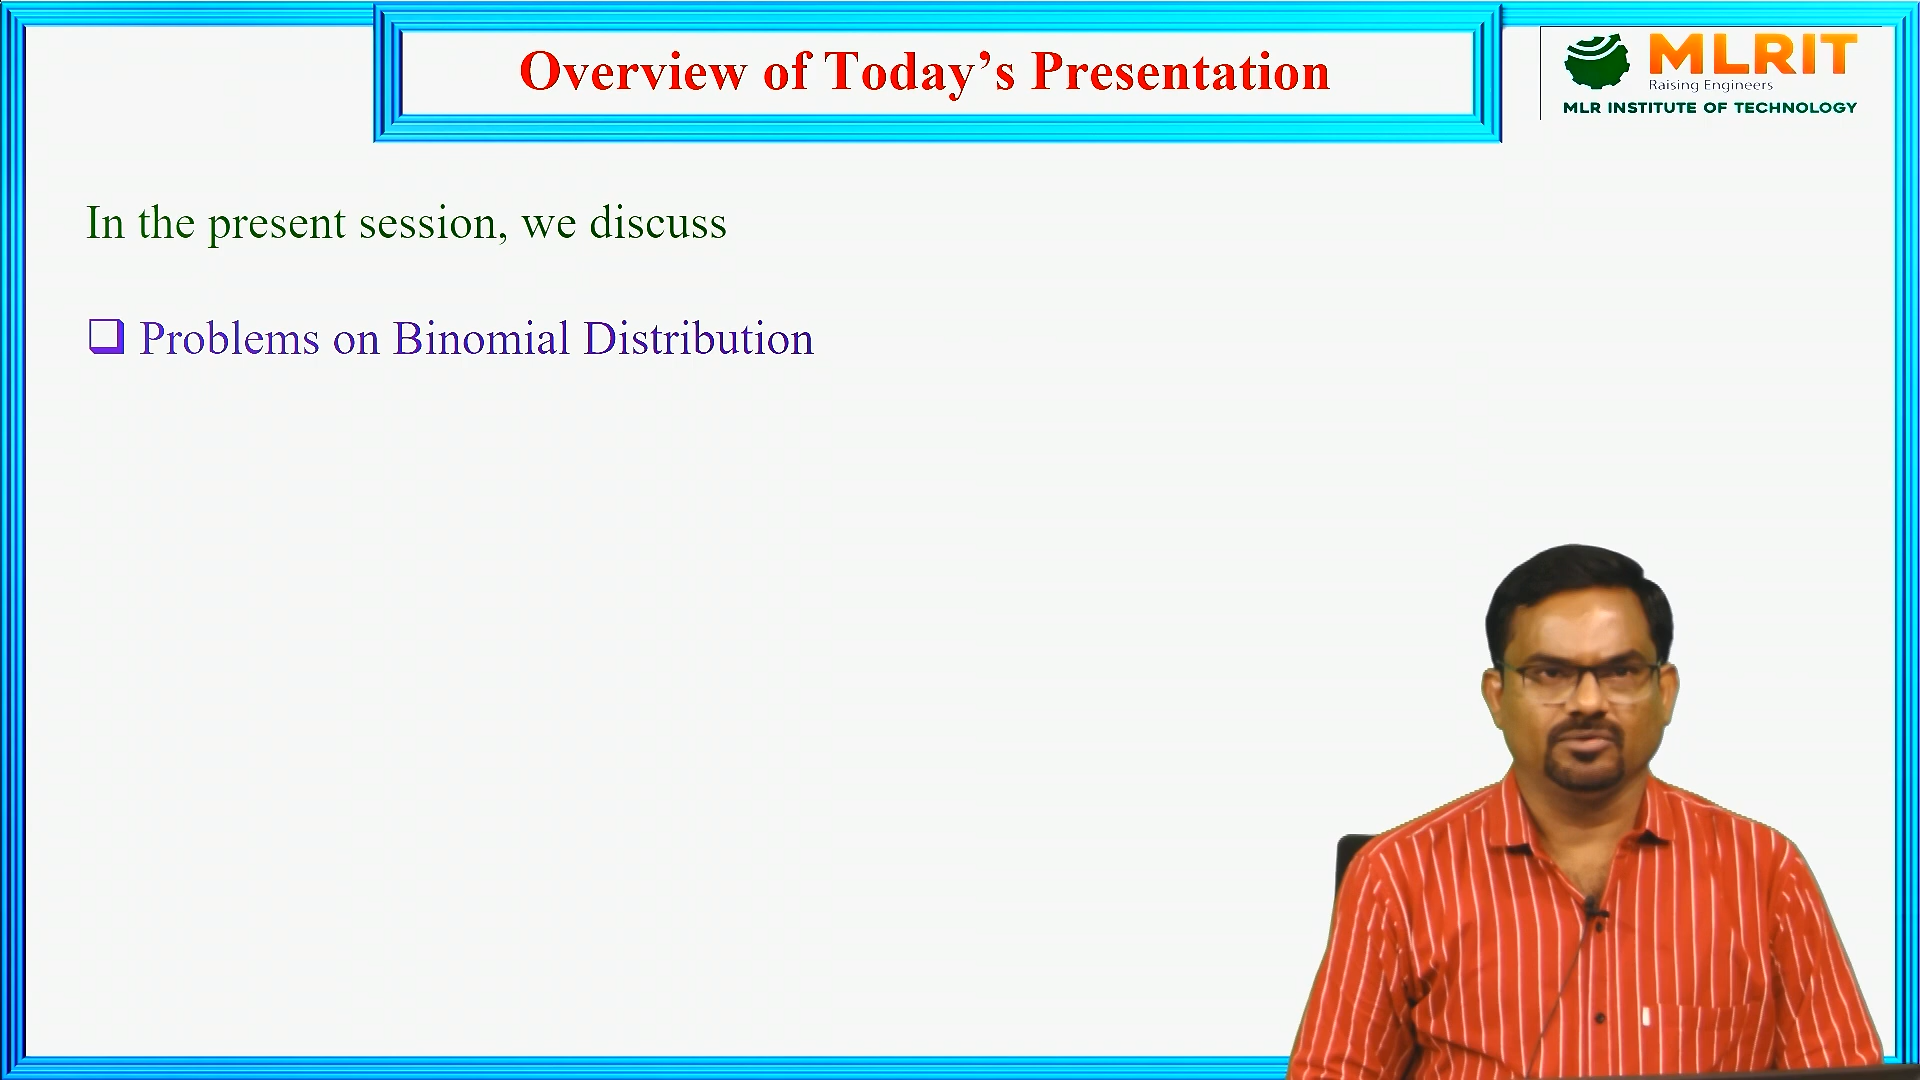 Overview of Today's Presentation
MLRIT
Raising Engineers
MLR INSTITUTE OF TECHNOLOGY
In the present session, we discuss
❑ Problems on Binomial Distribution